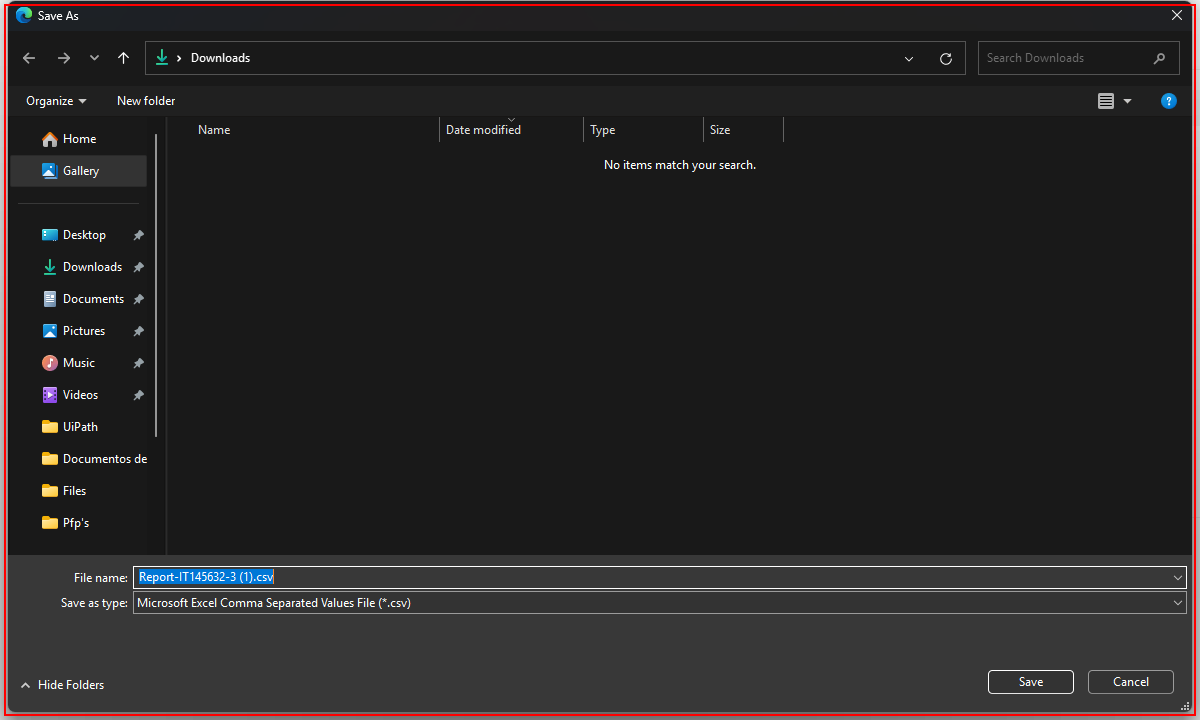 Save As
Downloads
Search Downloads
Organize
New folder
?
Name
Date modified
Type
Size
No items match your search.
Home
Gallery
Desktop
Downloads
Documents
Pictures
Music
Videos
UiPath
Documentos de
Files
Pfp's
File name: Report-IT145632-3 (1).csv
Save as type: Microsoft Excel Comma Separated Values File (*.csv)
Hide Folders
Save
Cancel